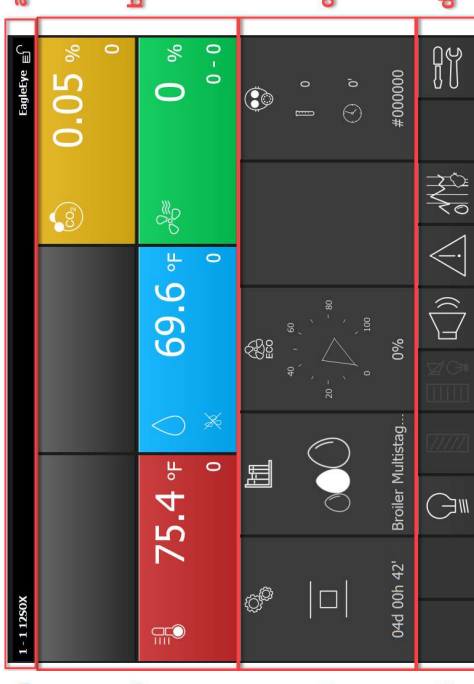 a
b
c
d
1 - 1 12SOX
EagleEye
CO₂
0.05 %
0
75.4 °F
0
69.6 °F
0
0 %
0 - 0
04d 00h 42'
Broiler Multistag...
ECO
0
20
40
60
80
100
0%
0
0'
#000000